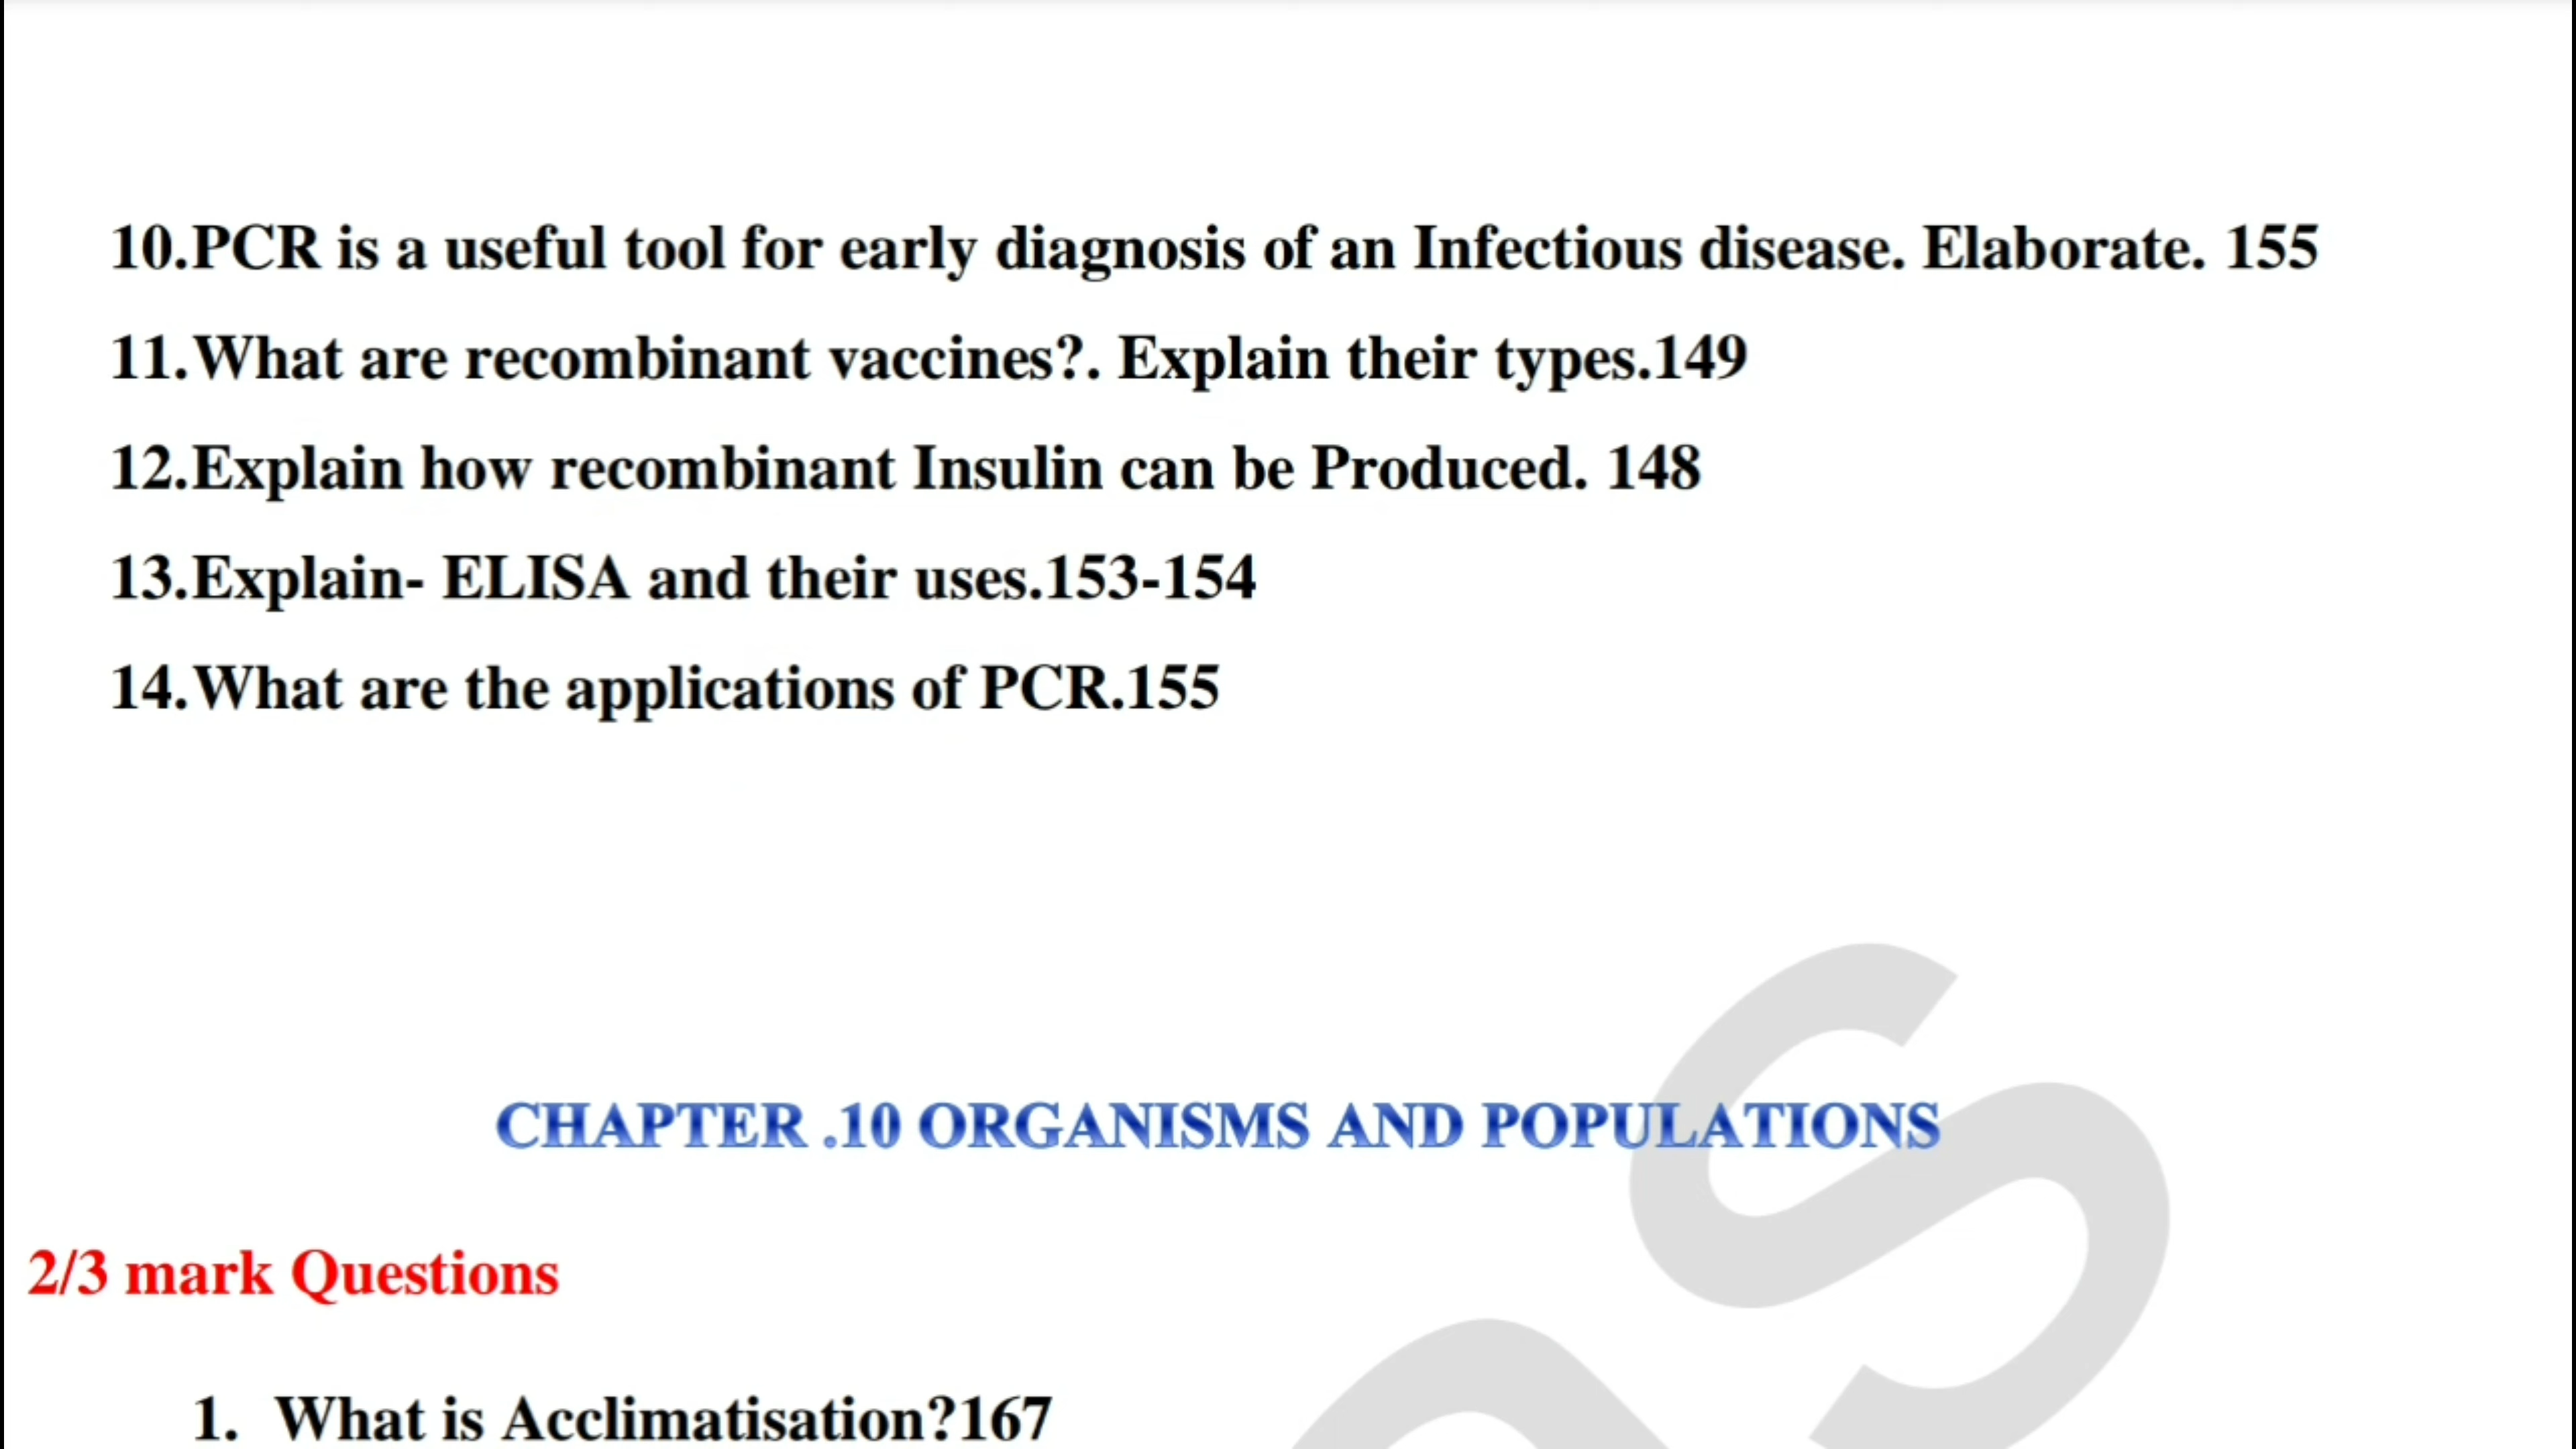 10.PCR is a useful tool for early diagnosis of an Infectious disease. Elaborate. 155
11.What are recombinant vaccines?. Explain their types.149
12.Explain how recombinant Insulin can be Produced. 148
13.Explain- ELISA and their uses.153-154
14.What are the applications of PCR.155
CHAPTER .10 ORGANISMS AND POPULATIONS
2/3 mark Questions
1. What is Acclimatisation?167